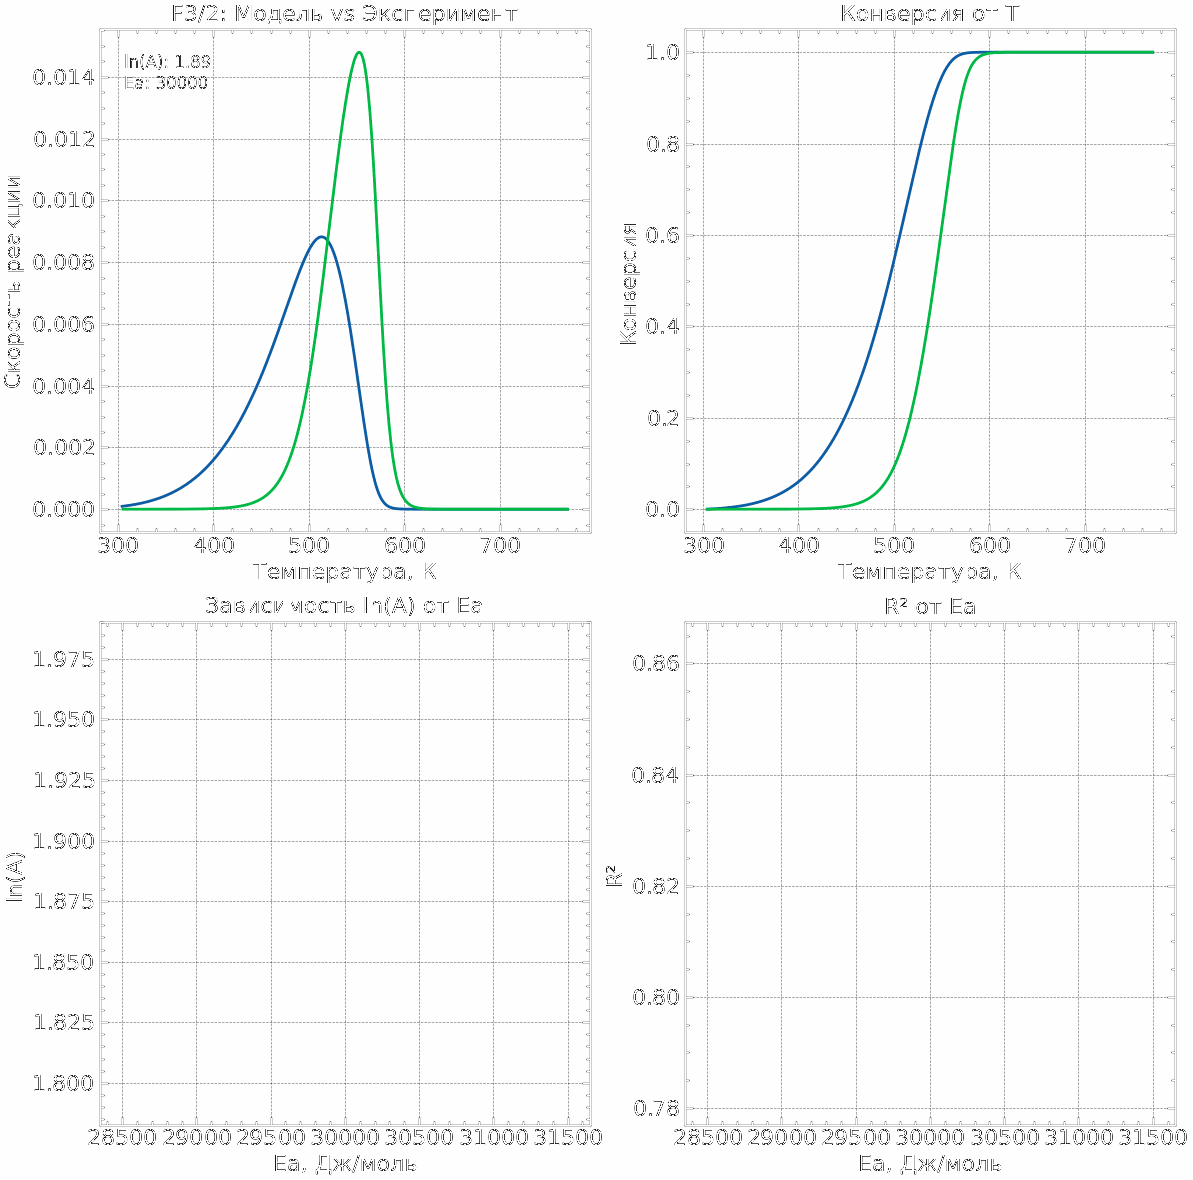 F3/2: Модель vs Эксперимент
ln(A): 1.89
Ea: 30000
0.014
0.012
0.010
0.008
0.006
0.004
0.002
0.000
Скорость реакции
300 400 500 600 700
Температура, К
Конверсия от T
1.0
0.8
0.6
0.4
0.2
0.0
Конверсия
300 400 500 600 700
Температура, К
Зависимость ln(A) от Ea
1.975
1.950
1.925
1.900
1.875
1.850
1.825
1.800
ln(A)
28500 29000 29500 30000 30500 31000 31500
Ea, Дж/моль
R² от Ea
0.86
0.84
0.82
0.80
0.78
R²
28500 29000 29500 30000 30500 31000 31500
Ea, Дж/моль